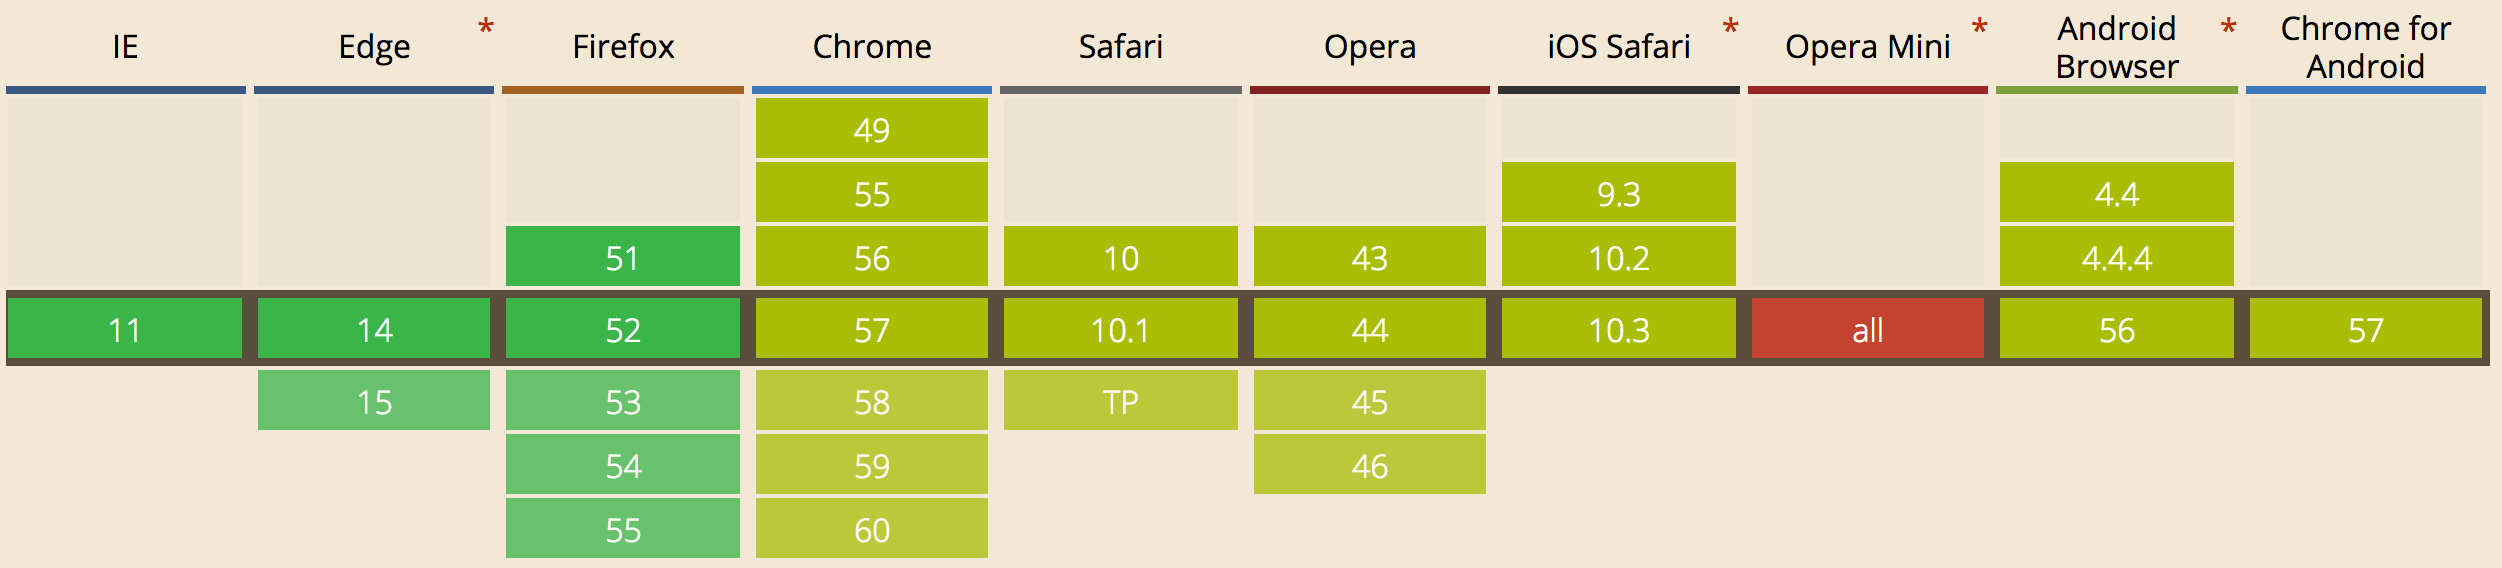 IE Edge * Firefox Chrome Safari Opera iOS Safari * Opera Mini * Android Browser * Chrome for Android
49
55 9.3 4.4
51 56 10 43 10.2 4.4.4
11 14 52 57 10.1 44 10.3 all 56 57
15 53 58 TP 45
54 59 46
55 60